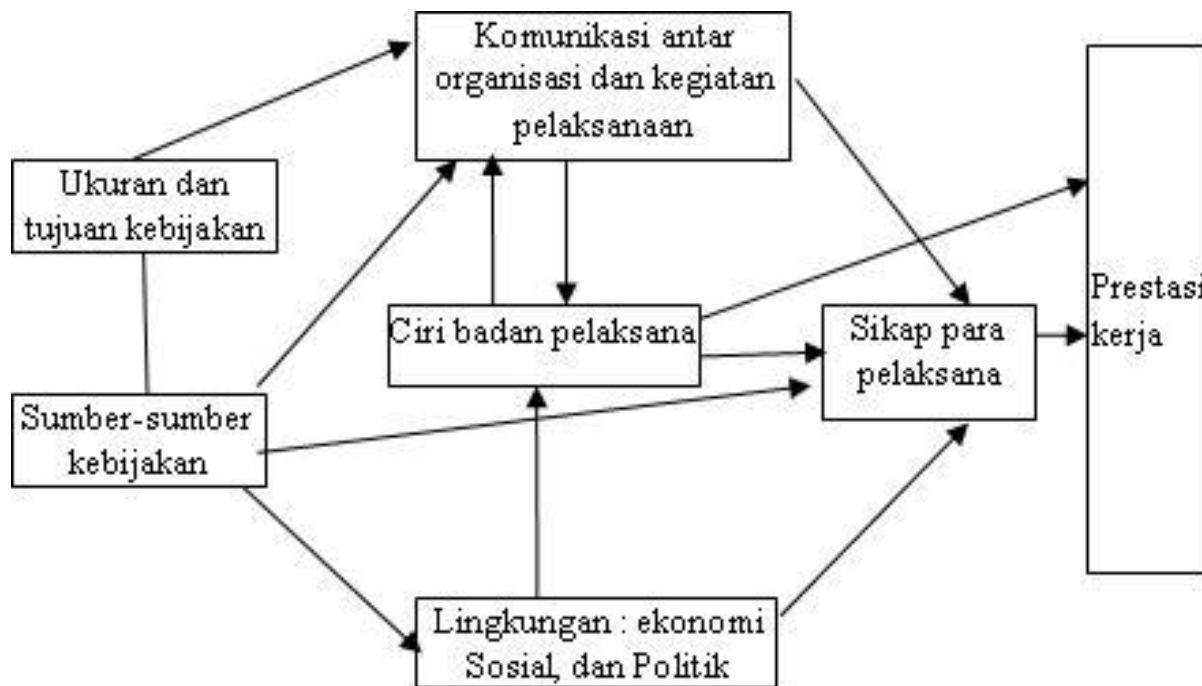 Komunikasi antar
organisasi dan kegiatan
pelaksanaan
Ukuran dan
tujuan kebijakan
Ciri badan pelaksana
Sikap para
pelaksana
Prestasi
kerja
Sumber-sumber
kebijakan
Lingkungan : ekonomi
Sosial, dan Politik